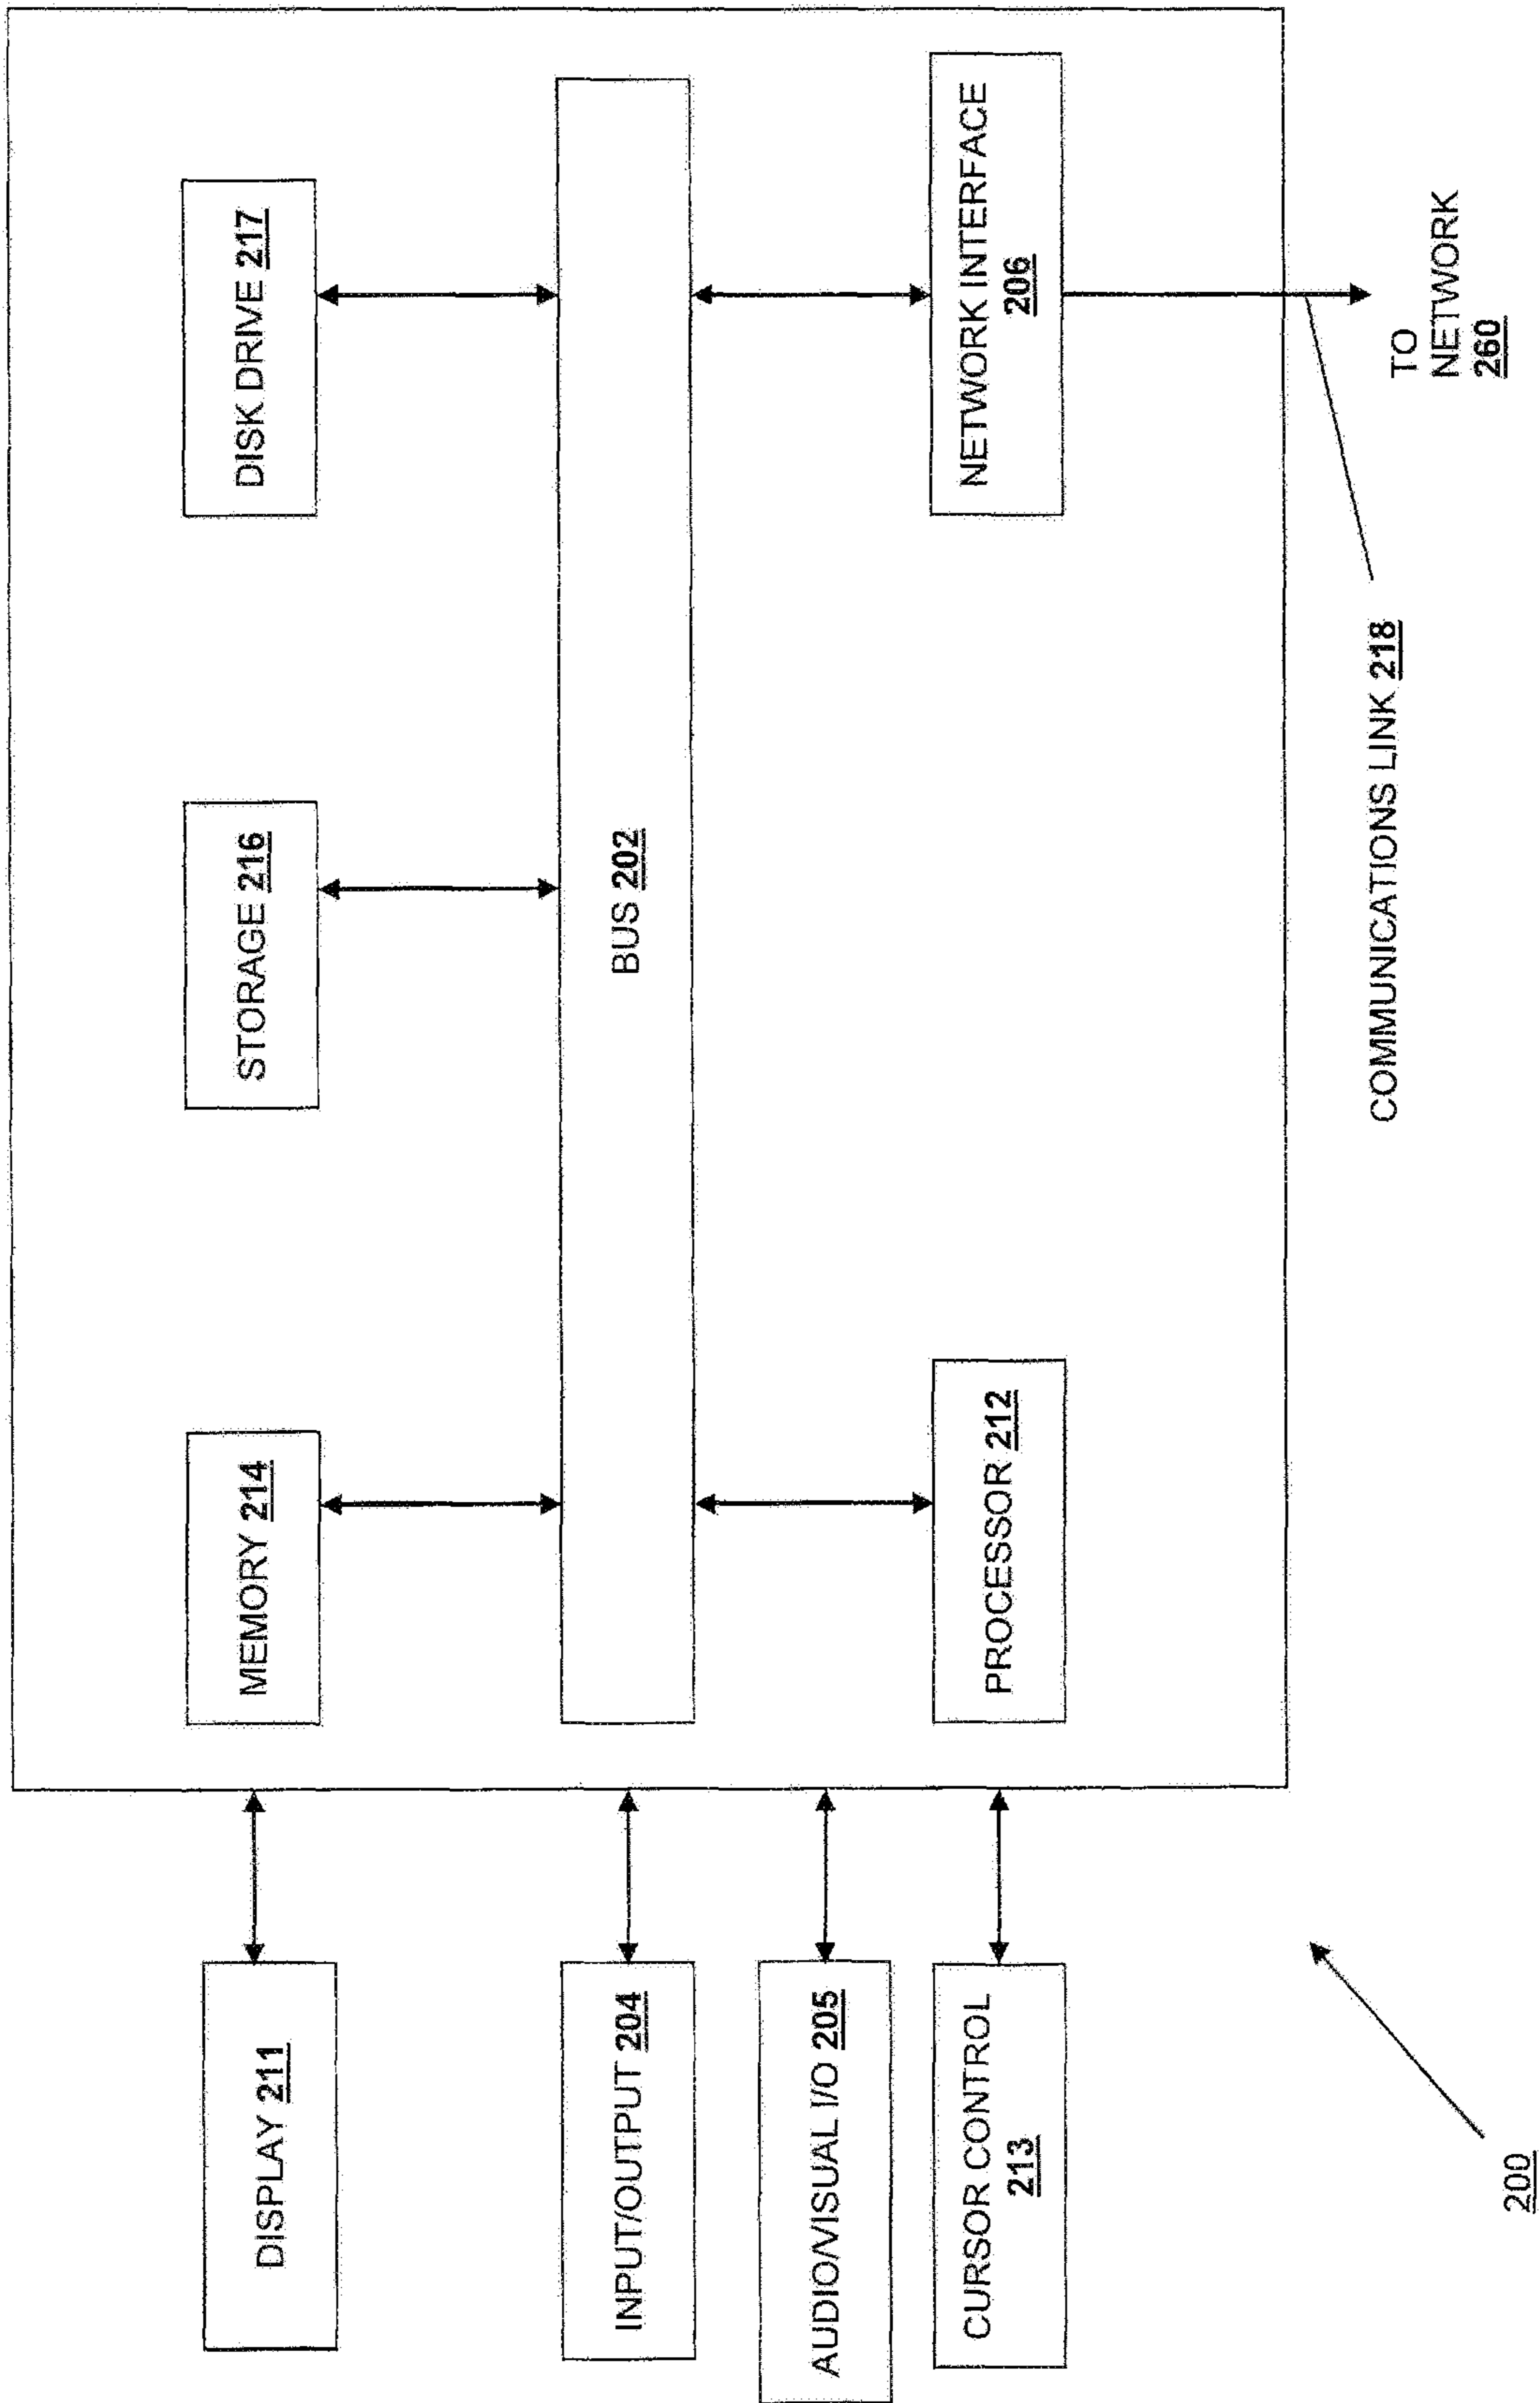 MEMORY 214
STORAGE 216
DISK DRIVE 217
DISPLAY 211
BUS 202
INPUT/OUTPUT 204
AUDIO/VISUAL I/O 205
CURSOR CONTROL
213
PROCESSOR 212
NETWORK INTERFACE
206
COMMUNICATIONS LINK 218
TO
NETWORK
260
200